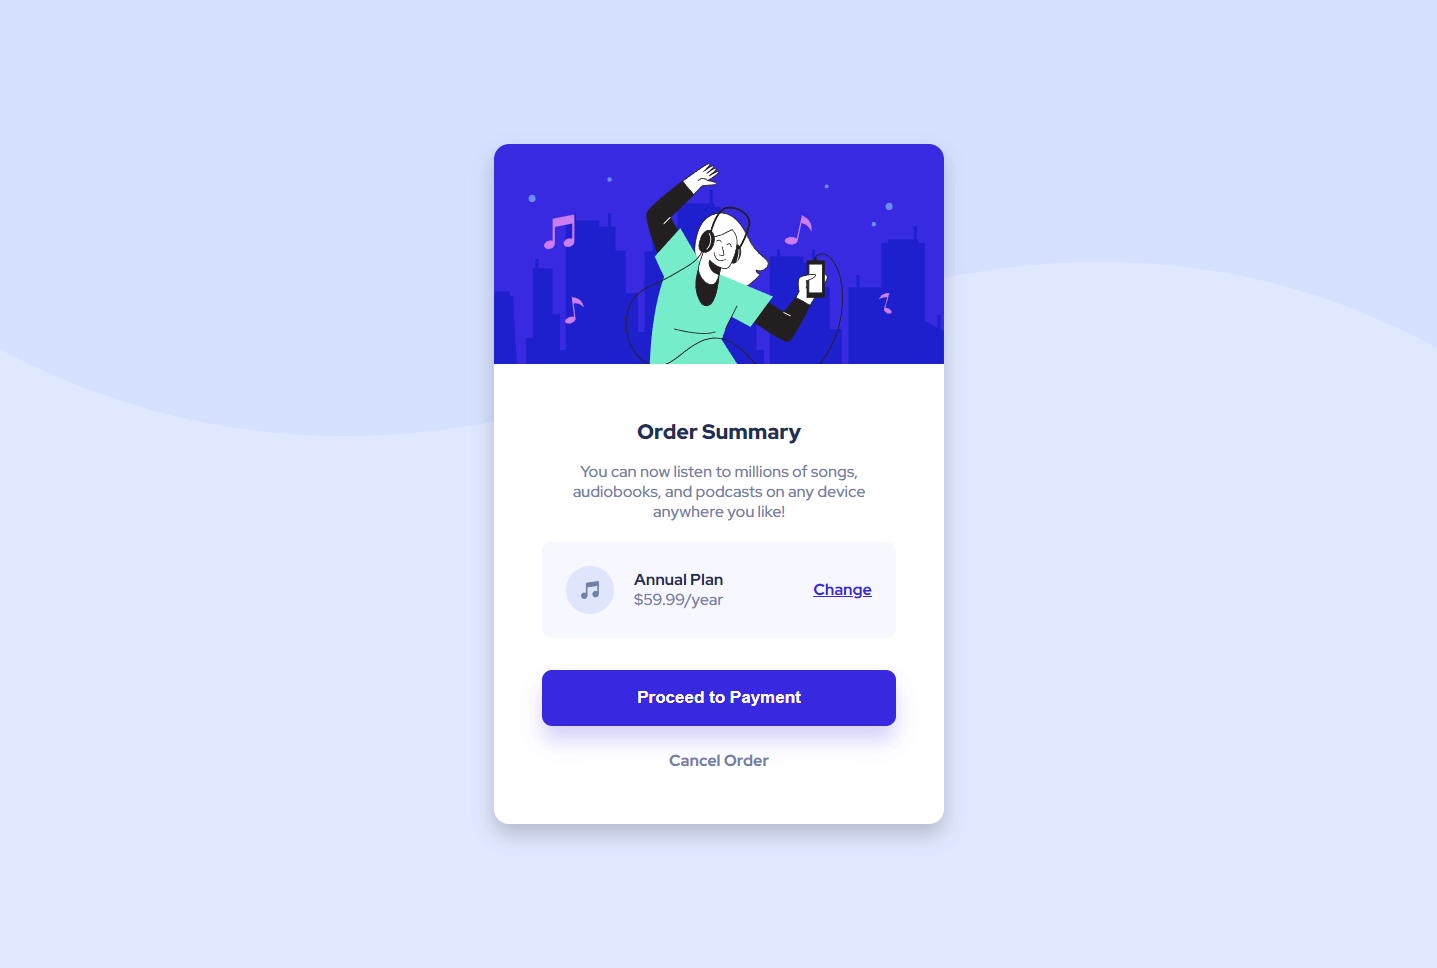 Order Summary
You can now listen to millions of songs,
audiobooks, and podcasts on any device
anywhere you like!
Annual Plan
$59.99/year
Change
Proceed to Payment
Cancel Order